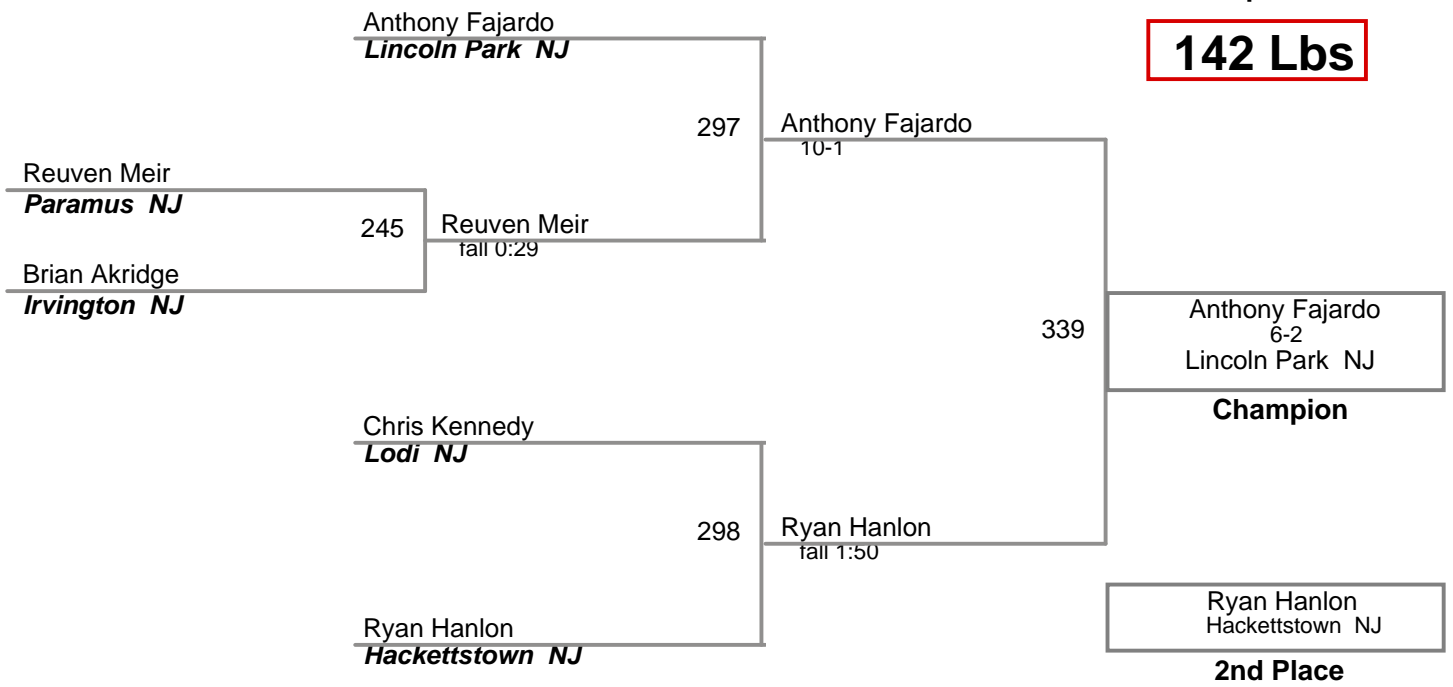 142 Lbs
Anthony Fajardo
Lincoln Park NJ
297
Anthony Fajardo
10-1
Reuven Meir
Paramus NJ
245
Reuven Meir
fall 0:29
Brian Akridge
Irvington NJ
339
Anthony Fajardo
6-2
Lincoln Park NJ
Champion
Chris Kennedy
Lodi NJ
298
Ryan Hanlon
fall 1:50
Ryan Hanlon
Hackettstown NJ
Ryan Hanlon
Hackettstown NJ
2nd Place